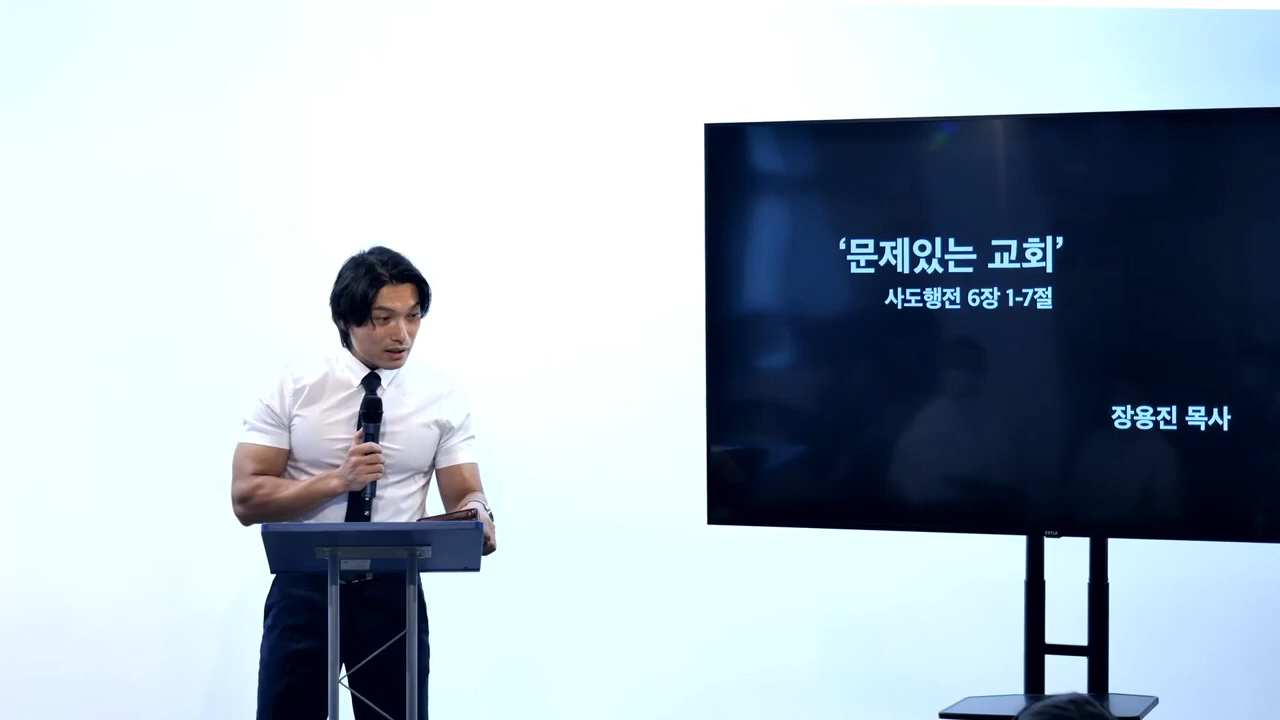 ‘문제있는 교회’
사도행전 6장 1-7절
장용진 목사